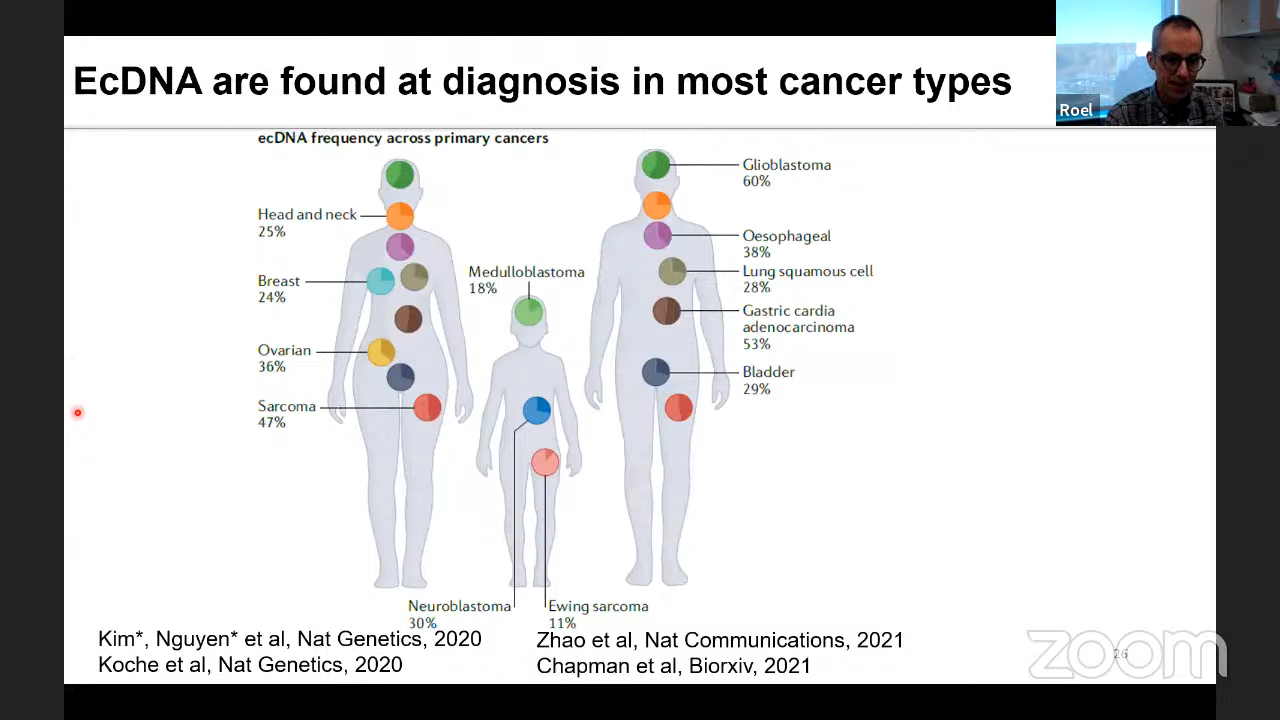 EcDNA are found at diagnosis in most cancer types
Roel
ecDNA frequency across primary cancers
Head and neck
25%
Breast
24%
Ovarian
36%
Sarcoma
47%
Medulloblastoma
18%
Neuroblastoma
30%
Ewing sarcoma
11%
Glioblastoma
60%
Oesophageal
38%
Lung squamous cell
28%
Gastric cardia
adenocarcinoma
53%
Bladder
29%
Kim*, Nguyen* et al, Nat Genetics, 2020
Koche et al, Nat Genetics, 2020
Zhao et al, Nat Communications, 2021
Chapman et al, Biorxiv, 2021
26
zoom